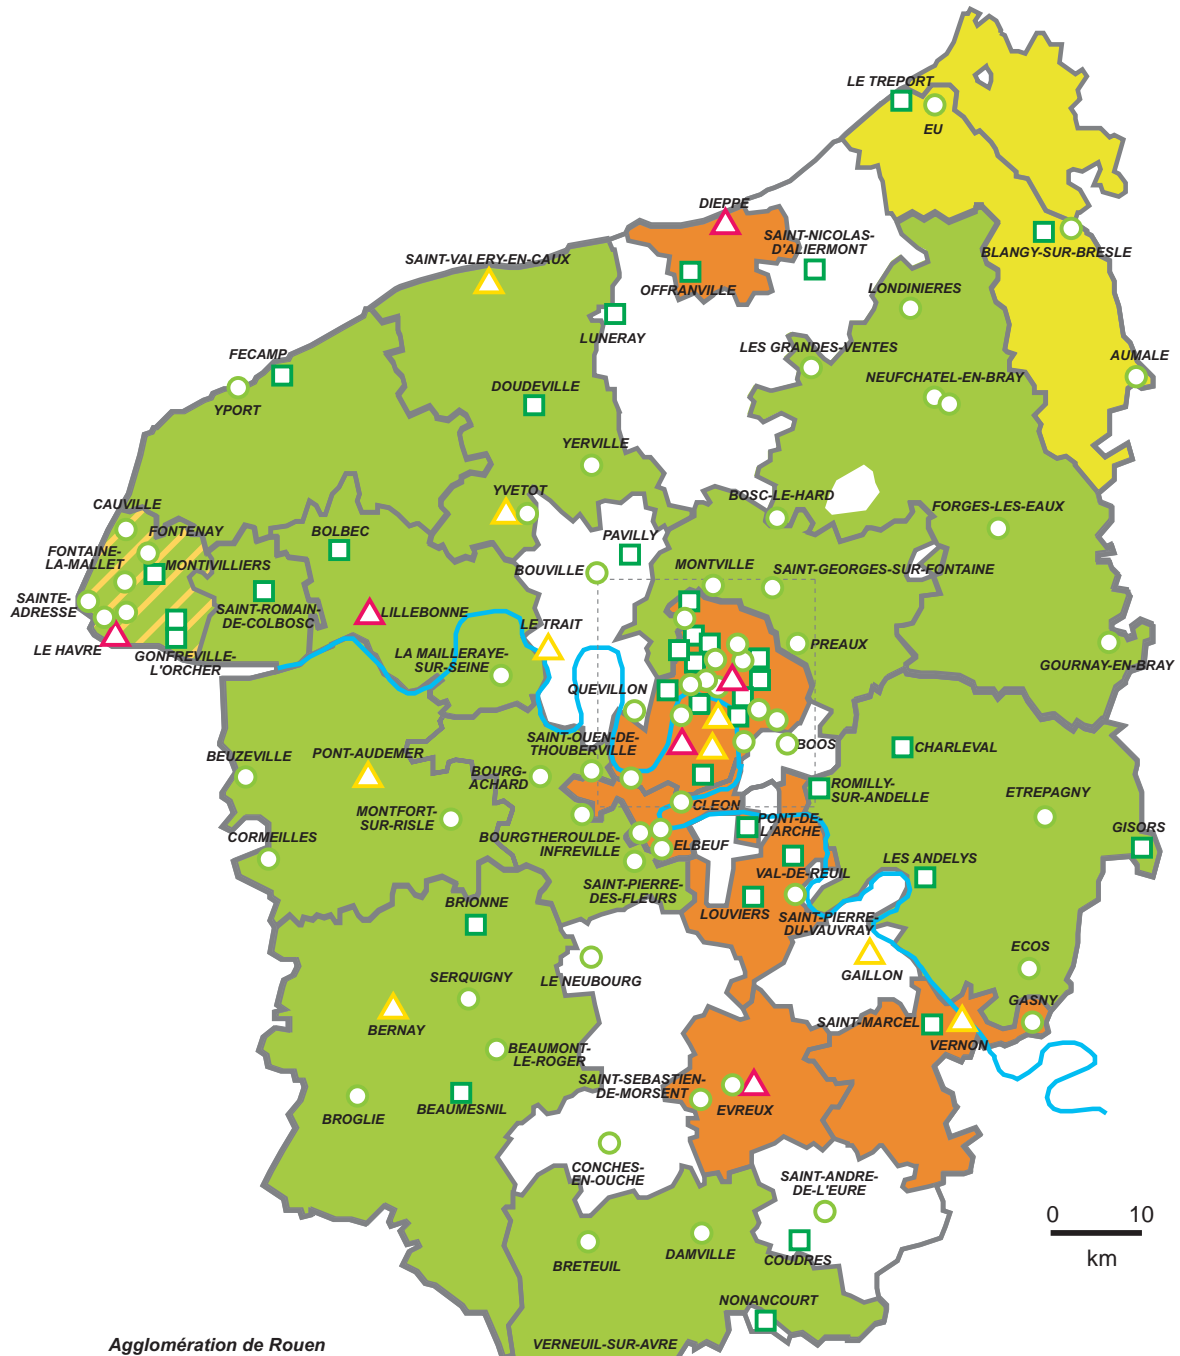 LE TREPORT
EU
DIEPPE
SAINT-NICOLAS-
D'ALIERMONT
BLANGY-SUR-BRESLE
SAINT-VALERY-EN-CAUX
OFFRANVILLE
LONDINIERES
LUNERAY
LES GRANDES-VENTES
AUMALE
FECAMP
YPORT
DOUDEVILLE
NEUFCHATEL-EN-BRAY
YERVILLE
YVETOT
BOSC-LE-HARD
FORGES-LES-EAUX
CAUVILLE
FONTENAY
BOLBEC
PAVILLY
FONTAINE-
LA-MALLET
MONTIVILLIERS
BOUVILLE
MONTVILLE
SAINT-GEORGES-SUR-FONTAINE
SAINTE-
ADRESSE
SAINT-ROMAIN-
DE-COLBOSC
LILLEBONNE
LE TRAIT
PREAUX
LE HAVRE
GONFREVILLE-
L'ORCHER
LA MAILLERAYE-
SUR-SEINE
GOURNAY-EN-BRAY
QUEVILLON
SAINT-OUEN-DE-
THOUBERVILLE
BOOS
CHARLEVAL
BEUZEVILLE
PONT-AUDEMER
BOURG-
ACHARD
ROMILLY-
SUR-ANDELLE
ETREPAGNY
MONTFORT-
SUR-RISLE
CLEON
PONT-DE-
L'ARCHE
GISORS
CORMEILLES
BOURGTHEROULDE-
INFREVILLE
ELBEUF
LES ANDELYS
VAL-DE-REUIL
SAINT-PIERRE-
DES-FLEURS
BRIONNE
LOUVIERS
SAINT-PIERRE-
DU-VAUVRAY
ECOS
SERQUIGNY
LE NEUBOURG
GAILLON
GASNY
BERNAY
SAINT-MARCEL
VERNON
BEAUMONT-
LE-ROGER
SAINT-SEBASTIEN-
DE-MORSENT
EVREUX
BROGLIE
BEAUMESNIL
CONCHES-
EN-OUCHE
SAINT-ANDRE-
DE-L'EURE
0 10
km
BRETEUIL
DAMVILLE
COUDRES
NONANCOURT
VERNEUIL-SUR-AVRE
Agglomération de Rouen